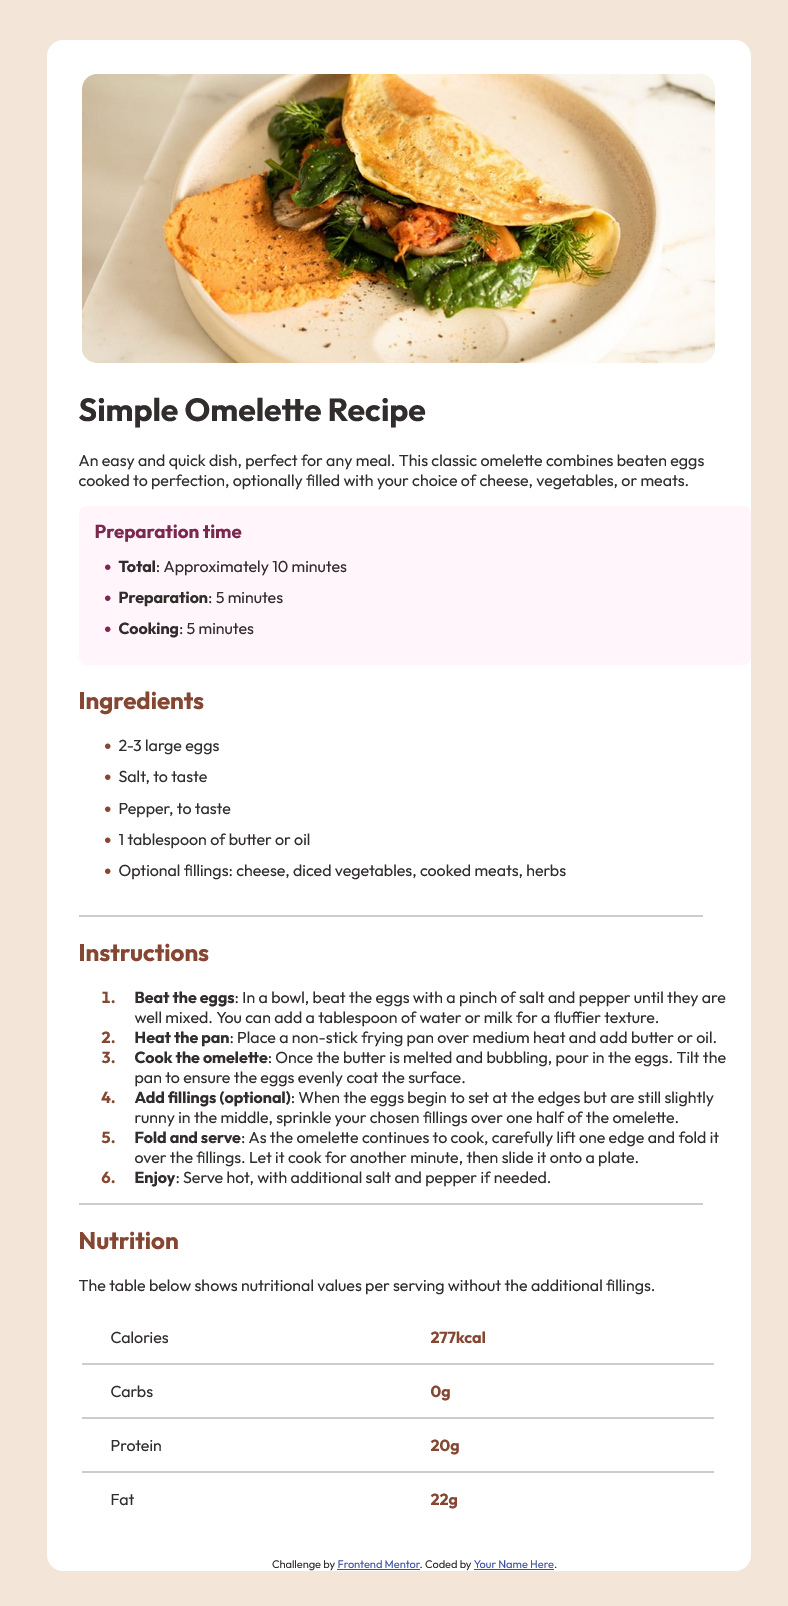 Simple Omelette Recipe
An easy and quick dish, perfect for any meal. This classic omelette combines beaten eggs
cooked to perfection, optionally filled with your choice of cheese, vegetables, or meats.
Preparation time
• Total: Approximately 10 minutes
• Preparation: 5 minutes
• Cooking: 5 minutes
Ingredients
• 2-3 large eggs
• Salt, to taste
• Pepper, to taste
• 1 tablespoon of butter or oil
• Optional fillings: cheese, diced vegetables, cooked meats, herbs
Instructions
1. Beat the eggs: In a bowl, beat the eggs with a pinch of salt and pepper until they are
well mixed. You can add a tablespoon of water or milk for a fluffier texture.
2. Heat the pan: Place a non-stick frying pan over medium heat and add butter or oil.
3. Cook the omelette: Once the butter is melted and bubbling, pour in the eggs. Tilt the
pan to ensure the eggs evenly coat the surface.
4. Add fillings (optional): When the eggs begin to set at the edges but are still slightly
runny in the middle, sprinkle your chosen fillings over one half of the omelette.
5. Fold and serve: As the omelette continues to cook, carefully lift one edge and fold it
over the fillings. Let it cook for another minute, then slide it onto a plate.
6. Enjoy: Serve hot, with additional salt and pepper if needed.
Nutrition
The table below shows nutritional values per serving without the additional fillings.
Calories 277kcal
Carbs 0g
Protein 20g
Fat 22g
Challenge by Frontend Mentor. Coded by Your Name Here.